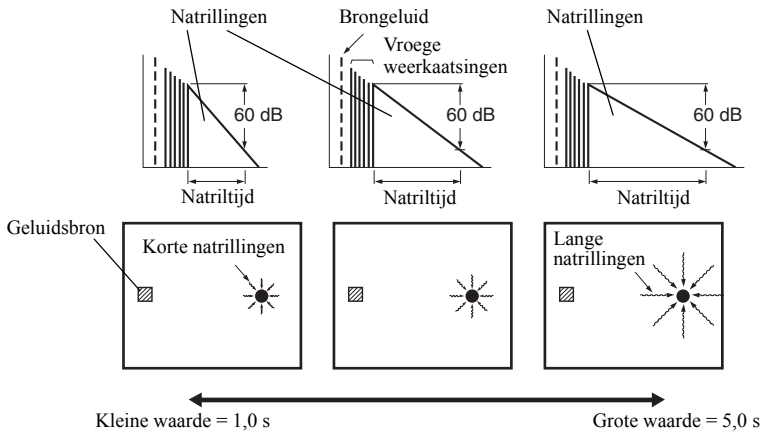 Natrillingen
Brongeluid
Natrillingen
Vroege
weerkaatsingen
60 dB
60 dB
60 dB
Natriltijd
Natriltijd
Natriltijd
Geluidsbron
Korte natrillingen
Lange
natrillingen
Kleine waarde = 1,0 s
Grote waarde = 5,0 s